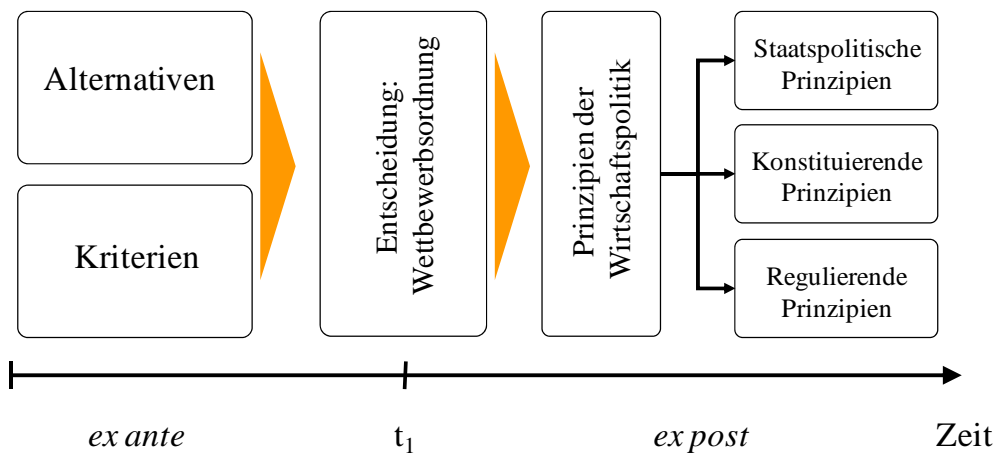 Alternativen
Kriterien
Entscheidung:
Wettbewerbsordnung
Prinzipien der
Wirtschaftspolitik
Staatspolitische
Prinzipien
Konstituierende
Prinzipien
Regulierende
Prinzipien
ex ante
t₁
ex post
Zeit